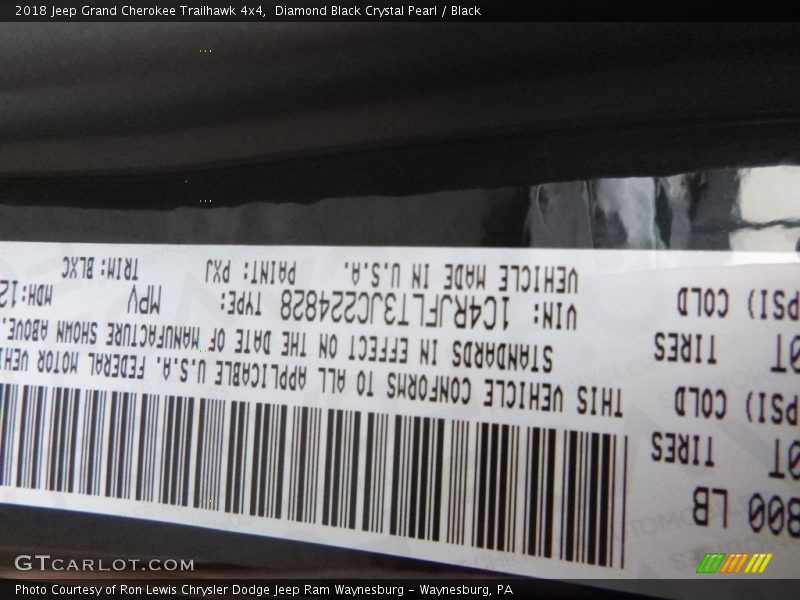 2018 Jeep Grand Cherokee Trailhawk 4x4,  Diamond Black Crystal Pearl / Black
800 LB
TIRES
PSI) COLD
TIRES
PSI) COLD
THIS VEHICLE CONFORMS TO ALL APPLICABLE U.S.A. FEDERAL MOTOR
STANDARDS IN EFFECT ON THE DATE OF MANUFACTURE SHOWN ABOVE.
VIN: 1C4RJFLT3JC224828 TYPE: MPV MDH: 12
VEHICLE MADE IN U.S.A. PAINT: PXJ TRIM: BLXC
GTCARLOT.COM
Photo Courtesy of Ron Lewis Chrysler Dodge Jeep Ram Waynesburg - Waynesburg, PA